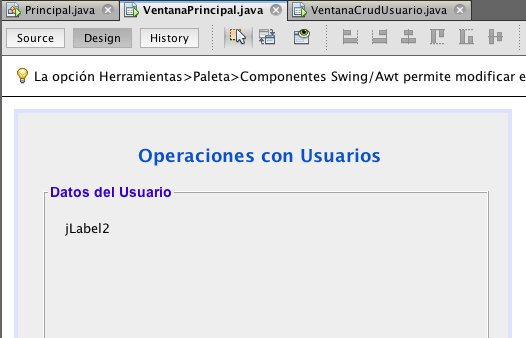 Principal.java VentanaPrincipal.java VentanaCrudUsuario.java
Source Design History
La opción Herramientas>Paleta>Componentes Swing/Awt permite modificar e
Operaciones con Usuarios
Datos del Usuario
jLabel2